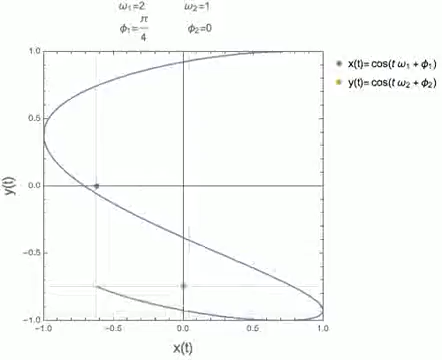 ω₁=2 ω₂=1
ϕ₁=π/4 ϕ₂=0
x(t)=cos(t ω₁+ϕ₁)
y(t)=cos(t ω₂+ϕ₂)
1.0
0.5
0.0
−0.5
−1.0
y(t)
−1.0 −0.5 0.0 0.5 1.0
x(t)